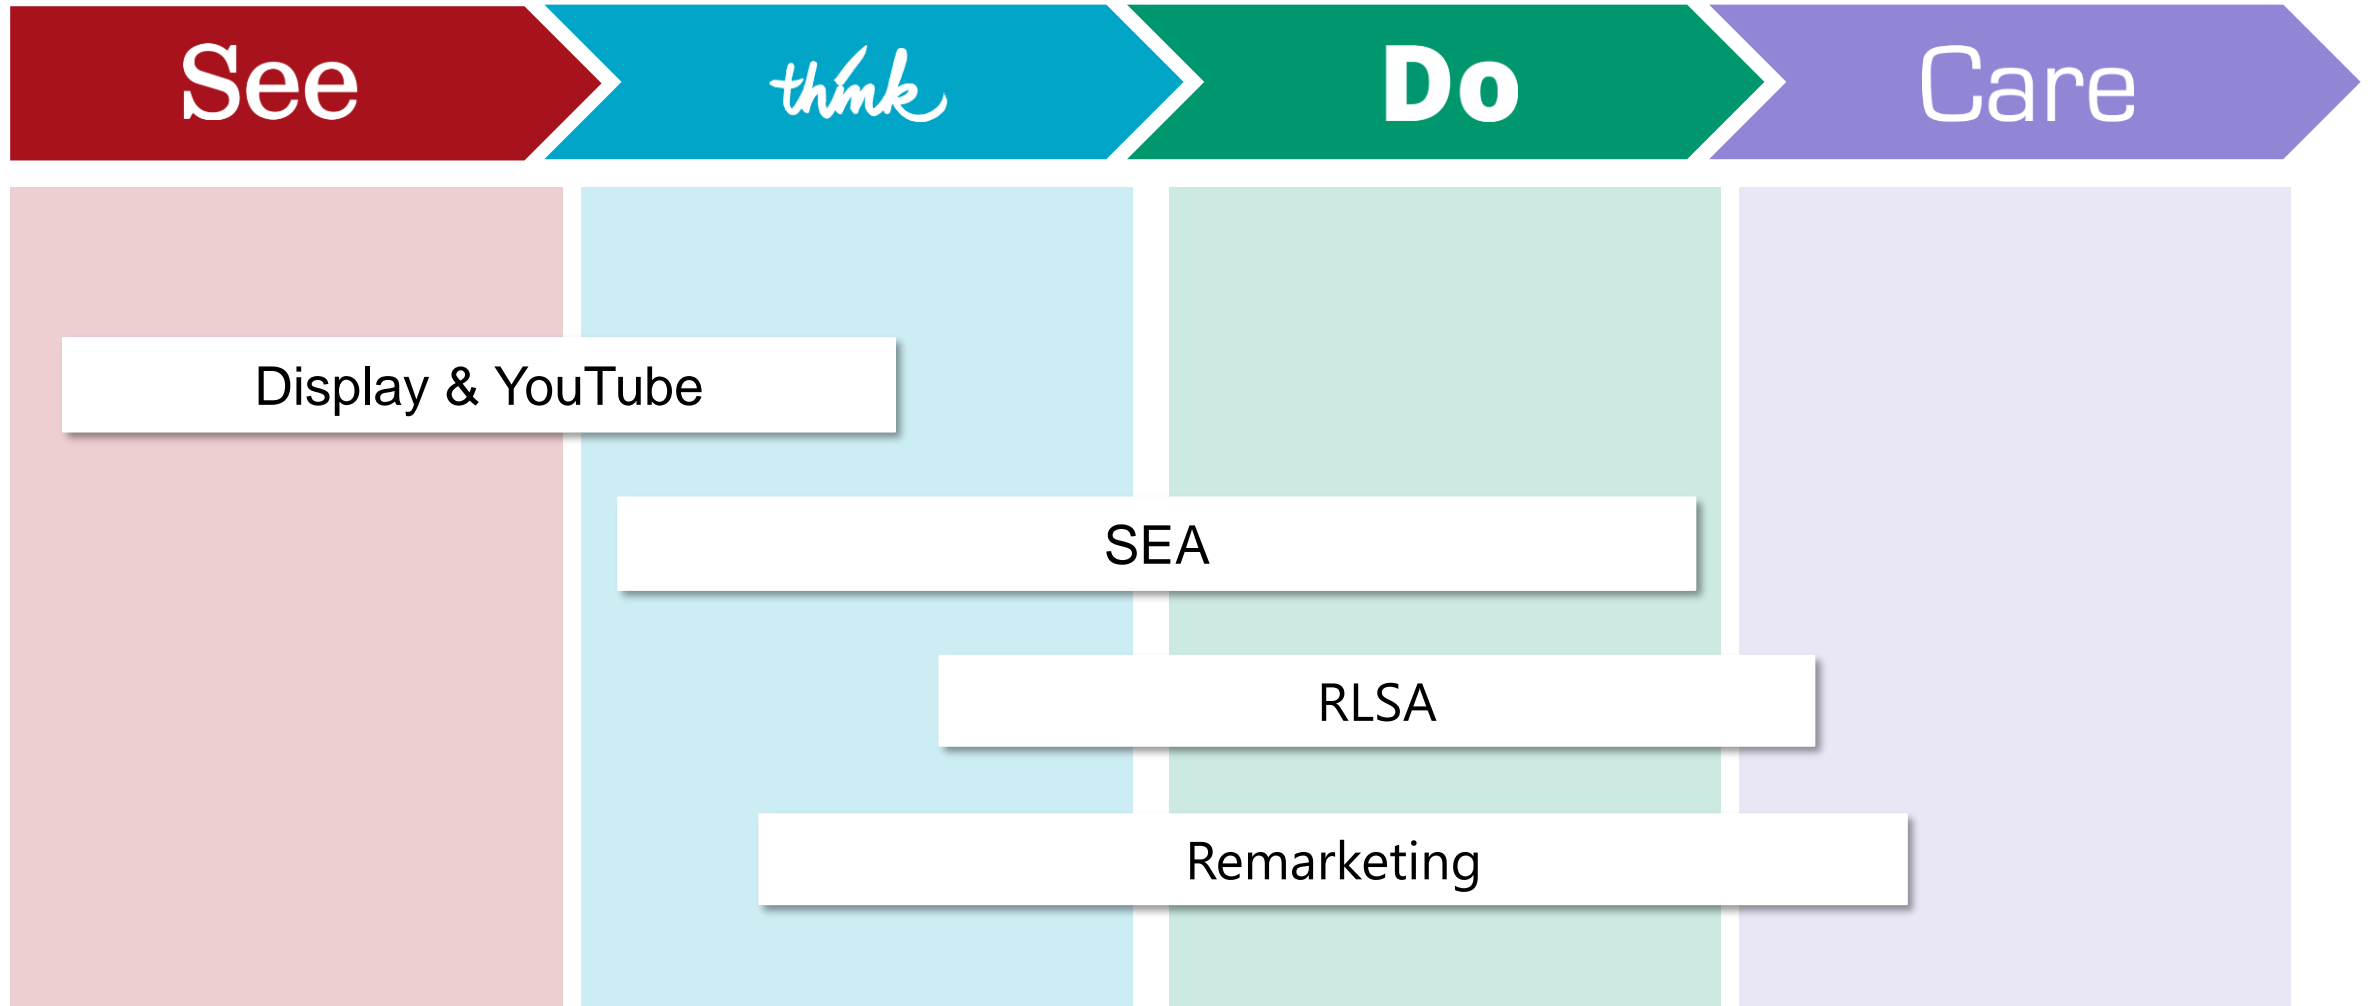 See think Do Care
Display & YouTube
SEA
RLSA
Remarketing